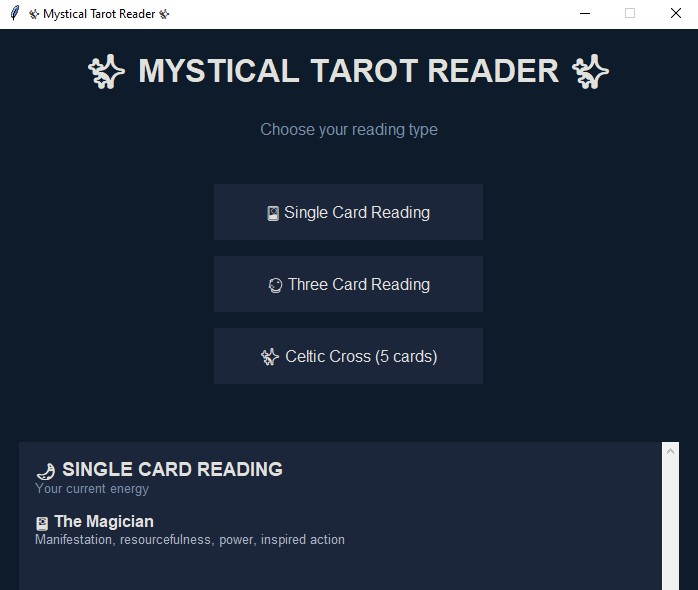 ✨ Mystical Tarot Reader ✨
✨ MYSTICAL TAROT READER ✨
Choose your reading type
🎴 Single Card Reading
🔮 Three Card Reading
✨ Celtic Cross (5 cards)
🌙 SINGLE CARD READING
Your current energy
🎴 The Magician
Manifestation, resourcefulness, power, inspired action